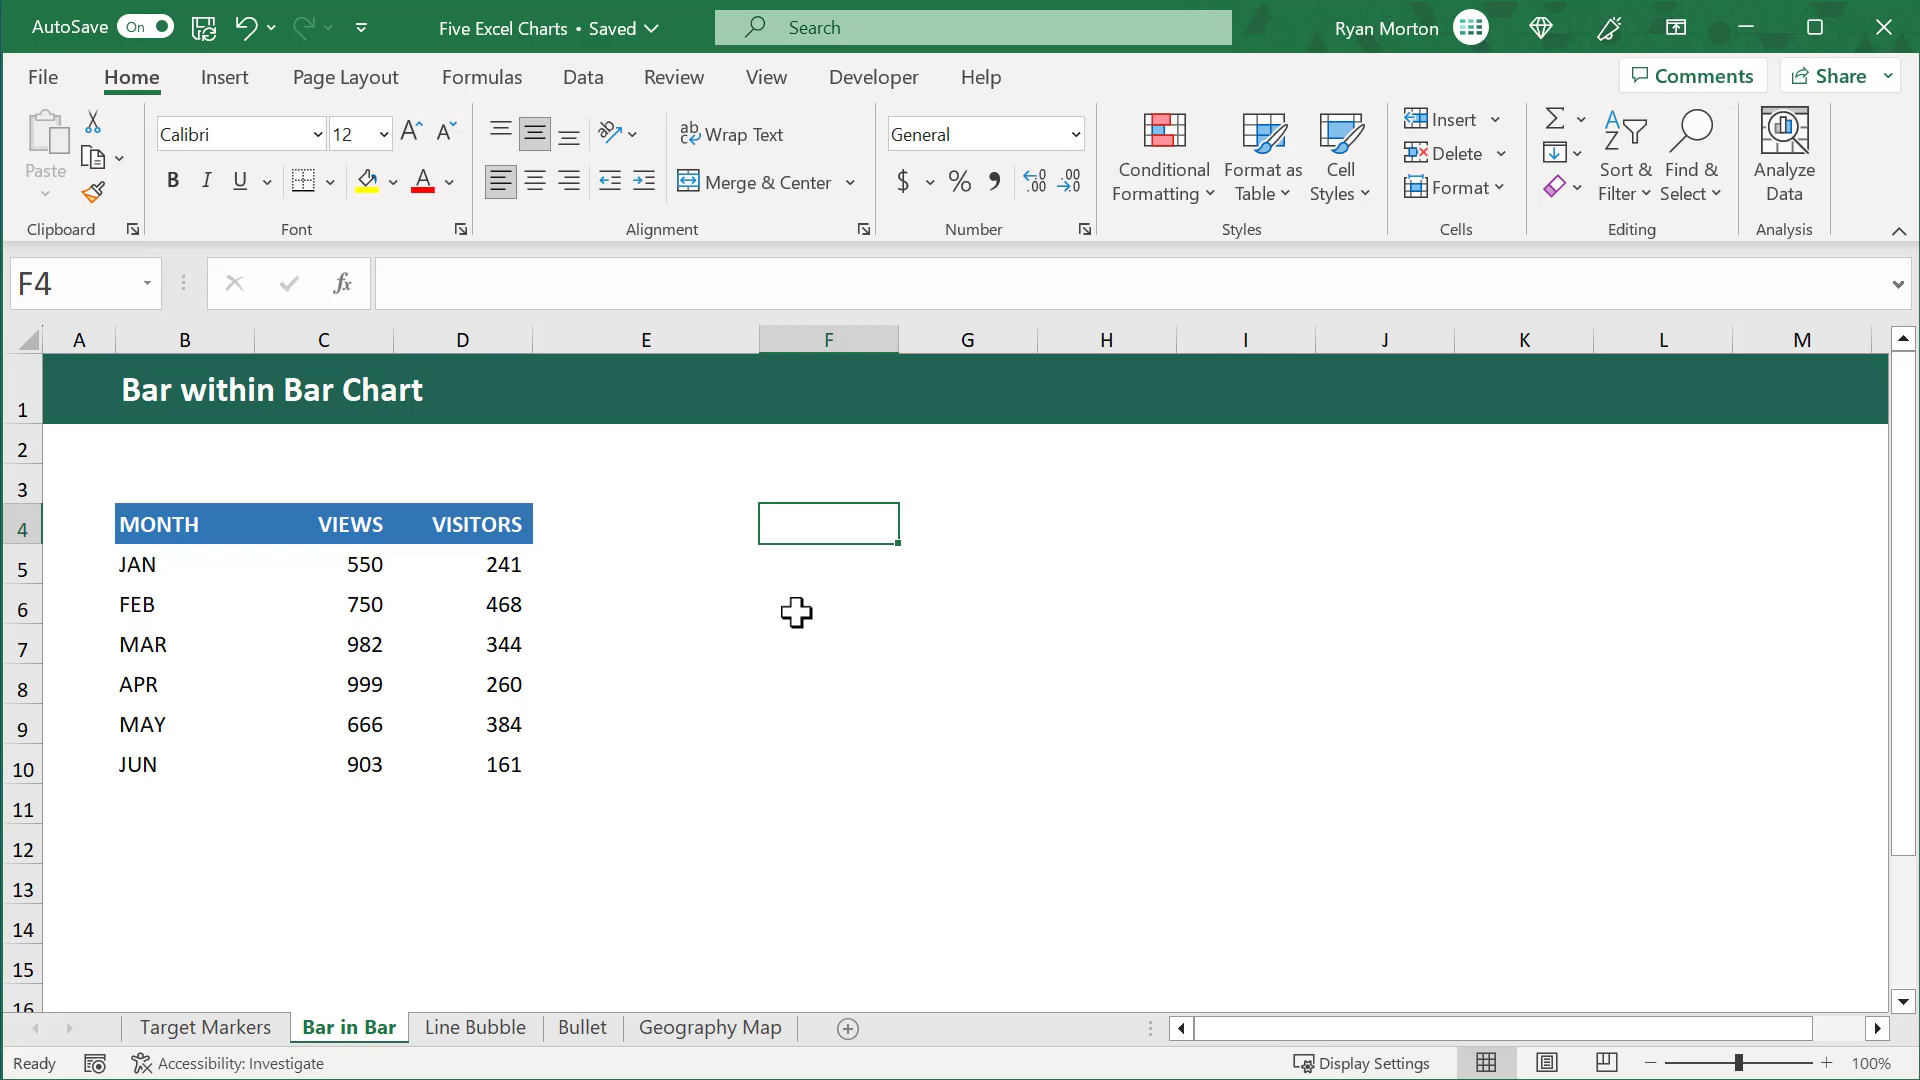 AutoSave On Five Excel Charts • Saved Search Ryan Morton
File Home Insert Page Layout Formulas Data Review View Developer Help Comments Share
Paste
Calibri 12
B I U A
ab Wrap Text
Merge & Center
General
$ % .00 .00
Conditional Formatting
Format as Table
Cell Styles
Insert
Delete
Format
Sort & Filter
Find & Select
Analyze Data
Clipboard Font Alignment Number Styles Cells Editing Analysis
F4 fx
A B C D E F G H I J K L M
1 Bar within Bar Chart
2
3
4 MONTH VIEWS VISITORS
5 JAN 550 241
6 FEB 750 468
7 MAR 982 344
8 APR 999 260
9 MAY 666 384
10 JUN 903 161
11
12
13
14
15
16
Target Markers Bar in Bar Line Bubble Bullet Geography Map
Ready Accessibility: Investigate Display Settings 100%